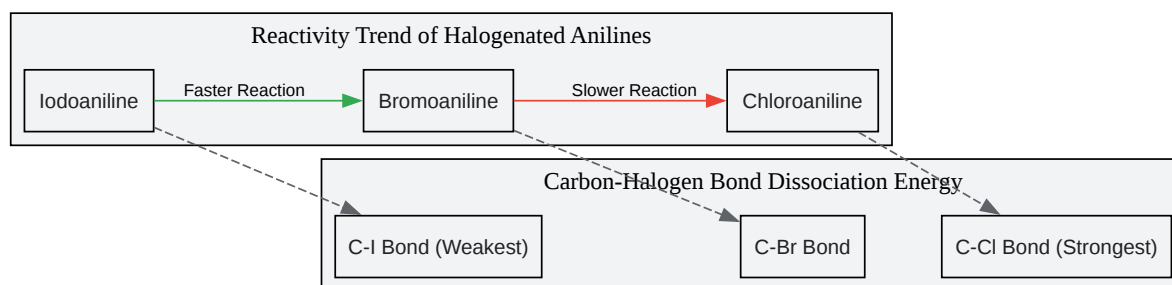 Reactivity Trend of Halogenated Anilines
Iodoaniline
Faster Reaction
Bromoaniline
Slower Reaction
Chloroaniline
Carbon-Halogen Bond Dissociation Energy
C-I Bond (Weakest)
C-Br Bond
C-Cl Bond (Strongest)